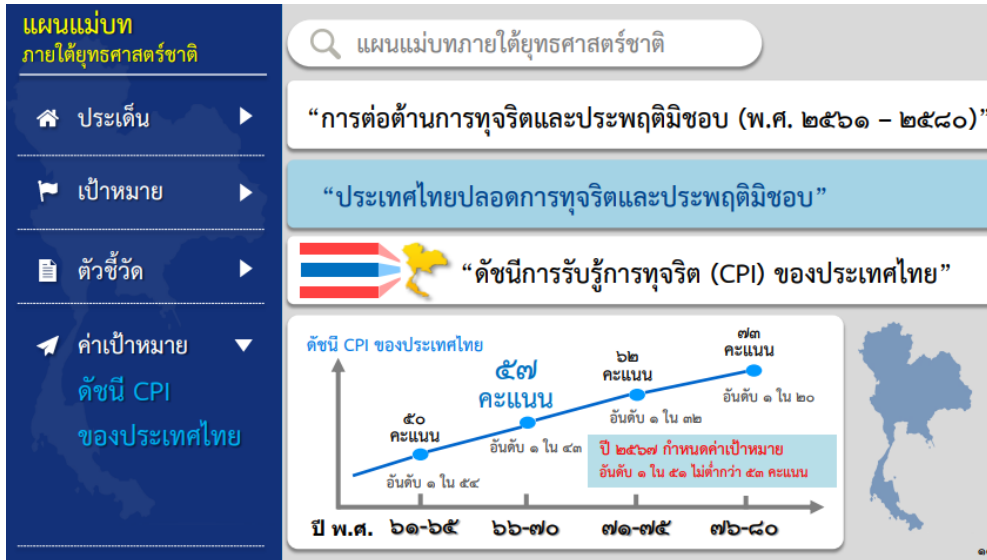 แผนแม่บท
ภายใต้ยุทธศาสตร์ชาติ
ประเด็น
เป้าหมาย
ตัวชี้วัด
ค่าเป้าหมาย
ดัชนี CPI
ของประเทศไทย
แผนแม่บทภายใต้ยุทธศาสตร์ชาติ
“การต่อต้านการทุจริตและประพฤติมิชอบ (พ.ศ. ๒๕๖๑ – ๒๕๘๐)”
“ประเทศไทยปลอดการทุจริตและประพฤติมิชอบ”
“ดัชนีการรับรู้การทุจริต (CPI) ของประเทศไทย”
ดัชนี CPI ของประเทศไทย
๕๐
คะแนน
อันดับ ๑ ใน ๕๔
๕๗
คะแนน
อันดับ ๑ ใน ๔๓
๖๒
คะแนน
อันดับ ๑ ใน ๓๒
๗๓
คะแนน
อันดับ ๑ ใน ๒๐
ปี ๒๕๖๗ กำหนดค่าเป้าหมาย
อันดับ ๑ ใน ๕๑ ไม่ต่ำกว่า ๕๓ คะแนน
ปี พ.ศ. ๖๑-๖๕ ๖๖-๗๐ ๗๑-๗๕ ๗๖-๘๐